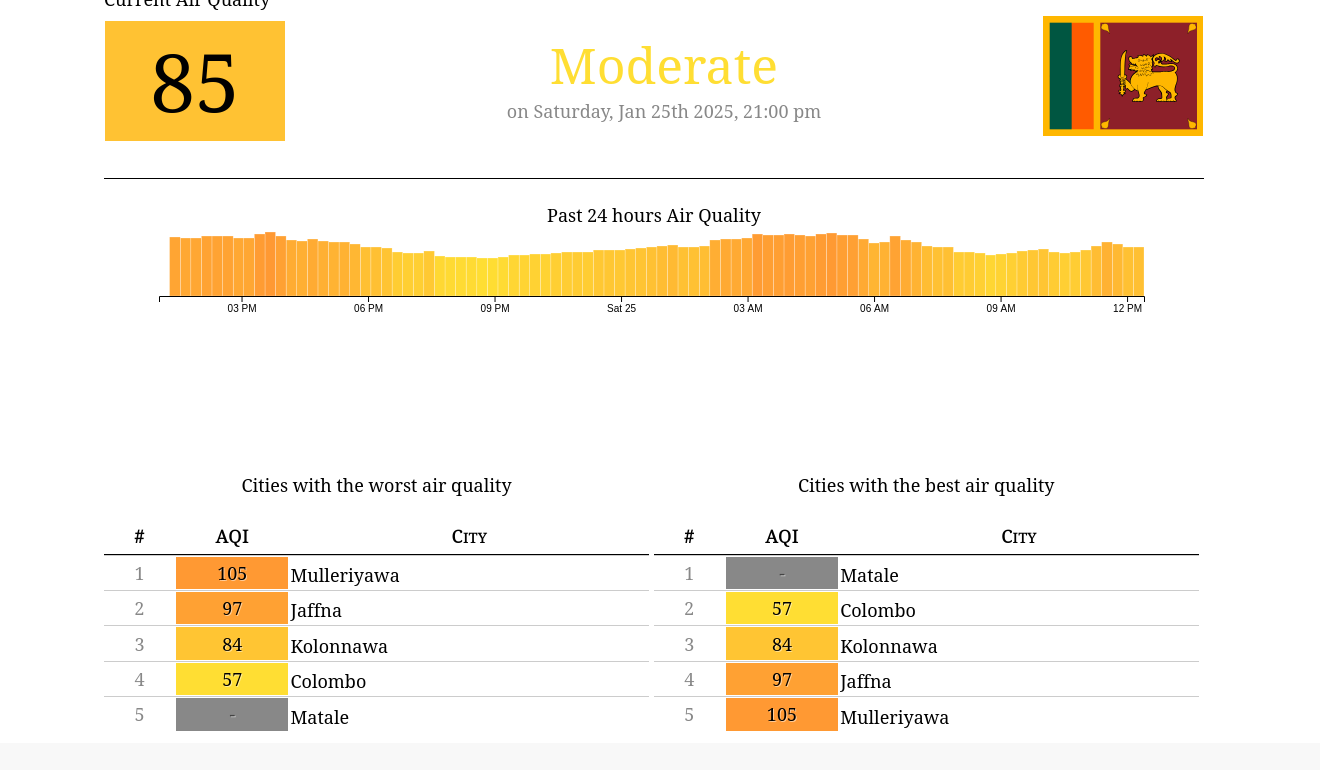 Current Air Quality
85
Moderate
on Saturday, Jan 25th 2025, 21:00 pm
Past 24 hours Air Quality
03 PM 06 PM 09 PM Sat 25 03 AM 06 AM 09 AM 12 PM
Cities with the worst air quality
# AQI City
1 105 Mulleriyawa
2 97 Jaffna
3 84 Kolonnawa
4 57 Colombo
5 - Matale
Cities with the best air quality
# AQI City
1 - Matale
2 57 Colombo
3 84 Kolonnawa
4 97 Jaffna
5 105 Mulleriyawa